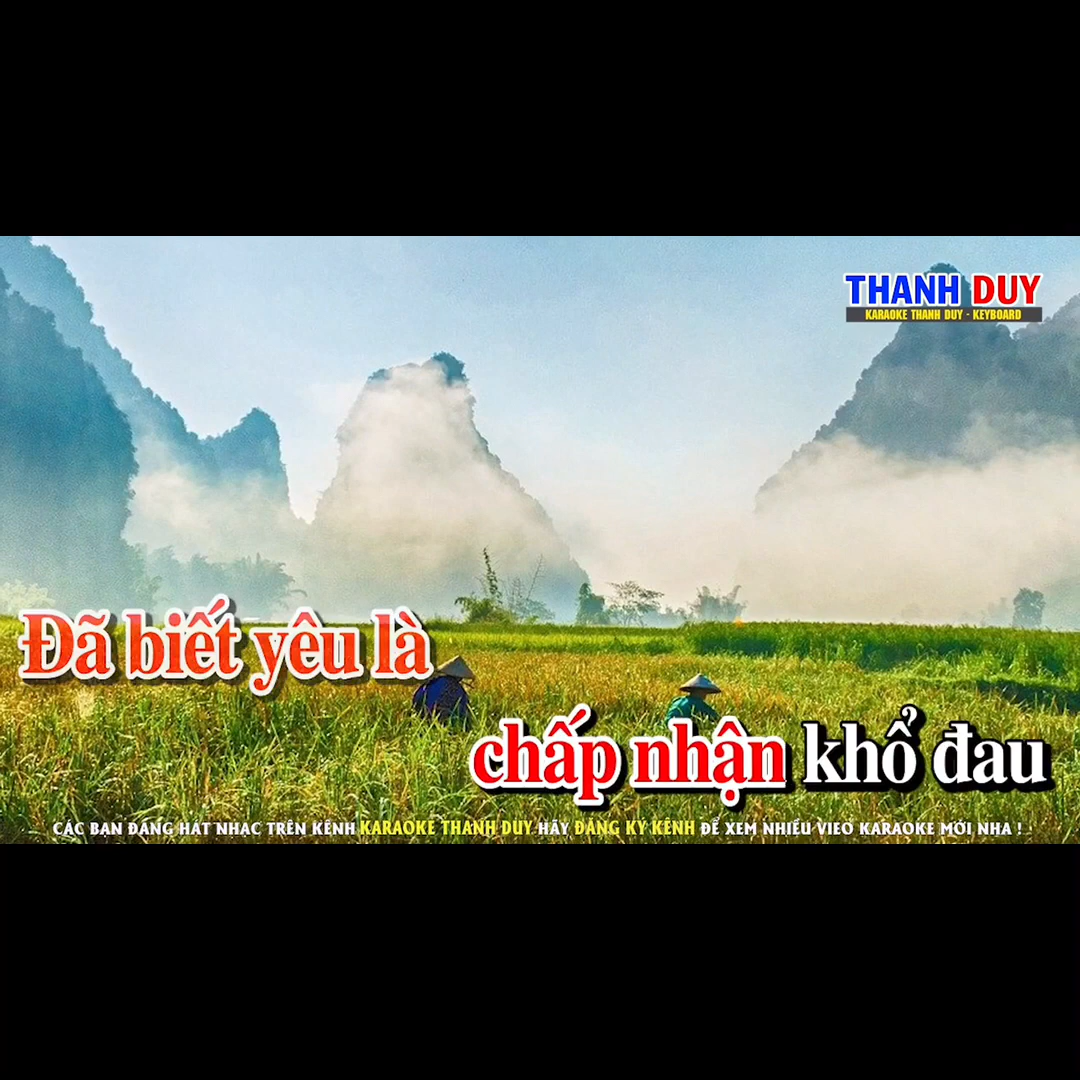 THANH DUY
KARAOKE THANH DUY - KEYBOARD
Đã biết yêu là
chấp nhận khổ đau
CÁC BẠN ĐANG HÁT NHẠC TRÊN KÊNH KARAOKE THANH DUY HÃY ĐĂNG KÝ KÊNH ĐỂ XEM NHIỀU VIEO KARAOKE MỚI NHA !